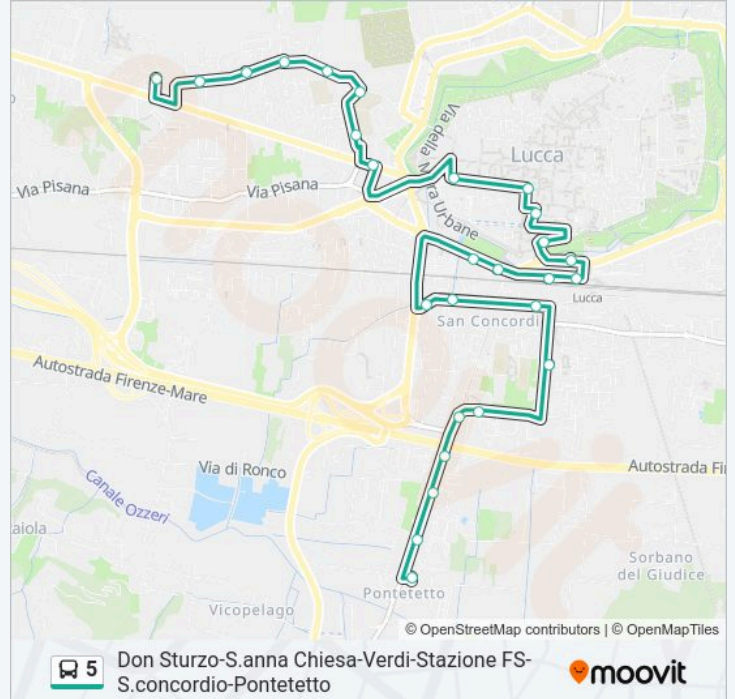 Lucca
Via della Mura Urbane
Via Pisana
Via Pisana
Lucca
San Concordi
Autostrada Firenze-Mare
Via di Ronco
Autostrada Fi
Canale Ozzeri
aiola
Sorbano
del Giudice
Pontetetto
Vicopelago
© OpenStreetMap contributors | © OpenMapTiles
5
Don Sturzo-S.anna Chiesa-Verdi-Stazione FS-
S.concordio-Pontetetto
moovit